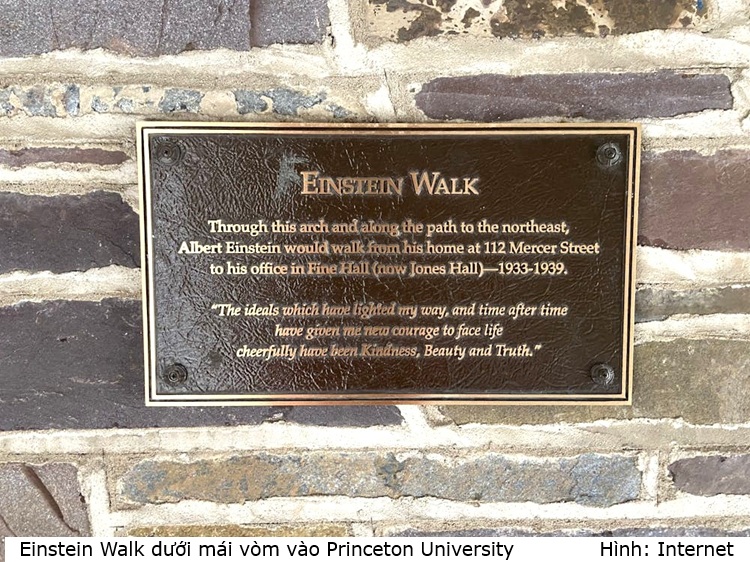 EINSTEIN WALK
Through this arch and along the path to the northeast,
Albert Einstein would walk from his home at 112 Mercer Street
to his office in Fine Hall (now Jones Hall)—1933-1939.
“The ideals which have lighted my way, and time after time
have given me new courage to face life
cheerfully have been Kindness, Beauty and Truth.”
Einstein Walk dưới mái vòm vào Princeton University Hình: Internet